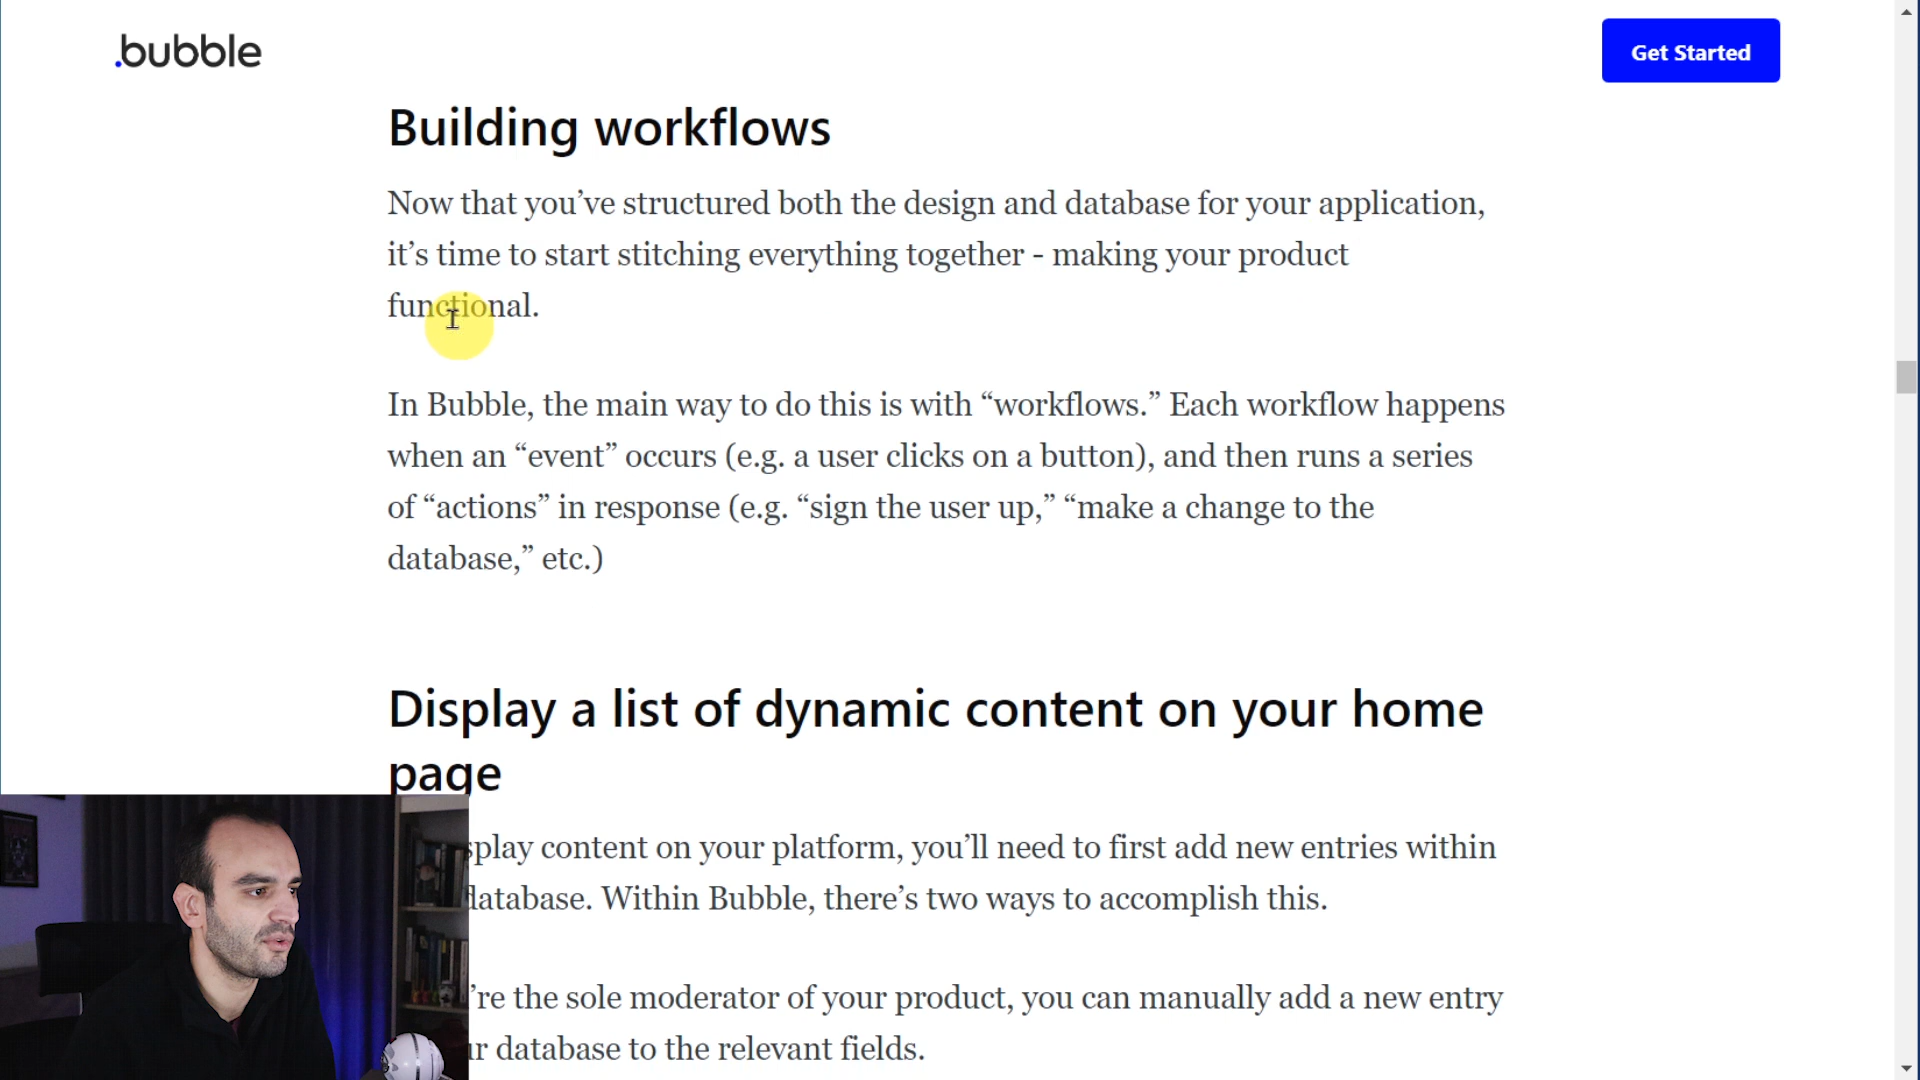 .bubble
Get Started
Building workflows
Now that you’ve structured both the design and database for your application,
it’s time to start stitching everything together - making your product
functional.
In Bubble, the main way to do this is with “workflows.” Each workflow happens
when an “event” occurs (e.g. a user clicks on a button), and then runs a series
of “actions” in response (e.g. “sign the user up,” “make a change to the
database,” etc.)
Display a list of dynamic content on your home
page
content on your platform, you’ll need to first add new entries within
database. Within Bubble, there’s two ways to accomplish this.
’re the sole moderator of your product, you can manually add a new entry
database to the relevant fields.